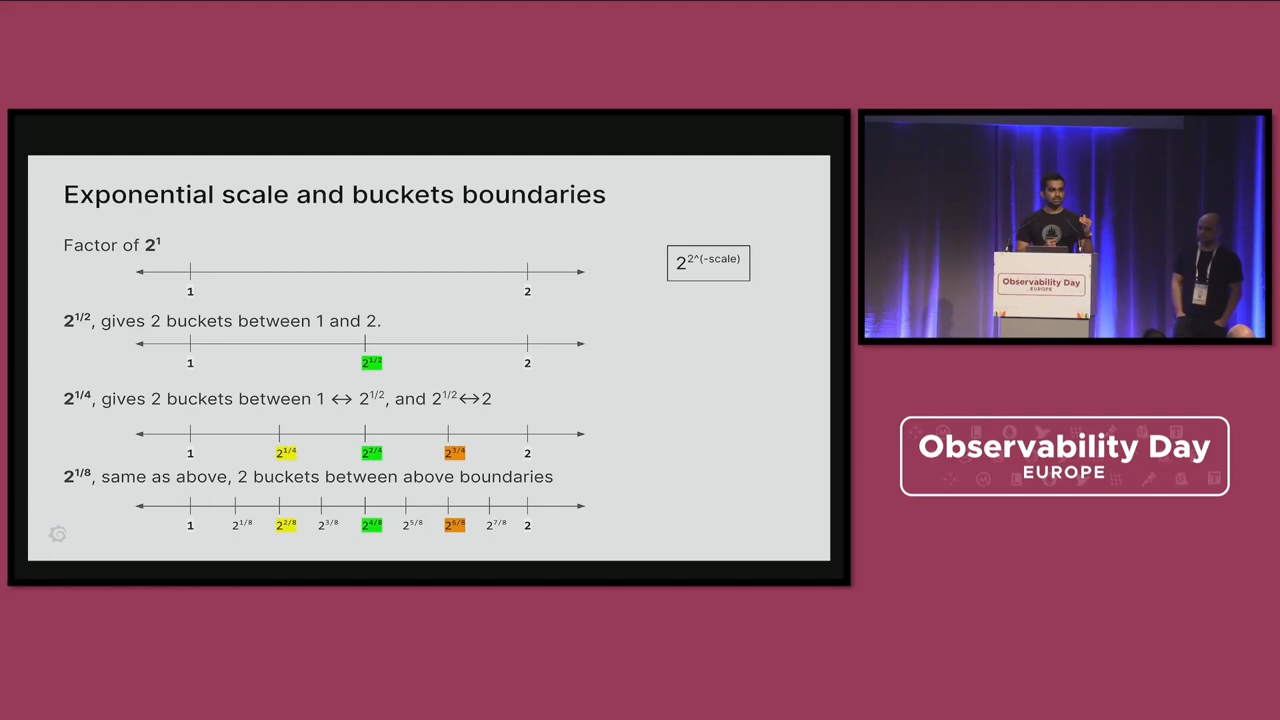 Exponential scale and buckets boundaries
Factor of 2¹
2^2^(-scale)
1 2
2^1/2, gives 2 buckets between 1 and 2.
1 2^1/2 2
2^1/4, gives 2 buckets between 1 ↔ 2^1/2, and 2^1/2↔2
1 2^1/4 2^2/4 2^3/4 2
2^1/8, same as above, 2 buckets between above boundaries
1 2^1/8 2^2/8 2^3/8 2^4/8 2^5/8 2^6/8 2^7/8 2
Observability Day
EUROPE
Observability Day
EUROPE